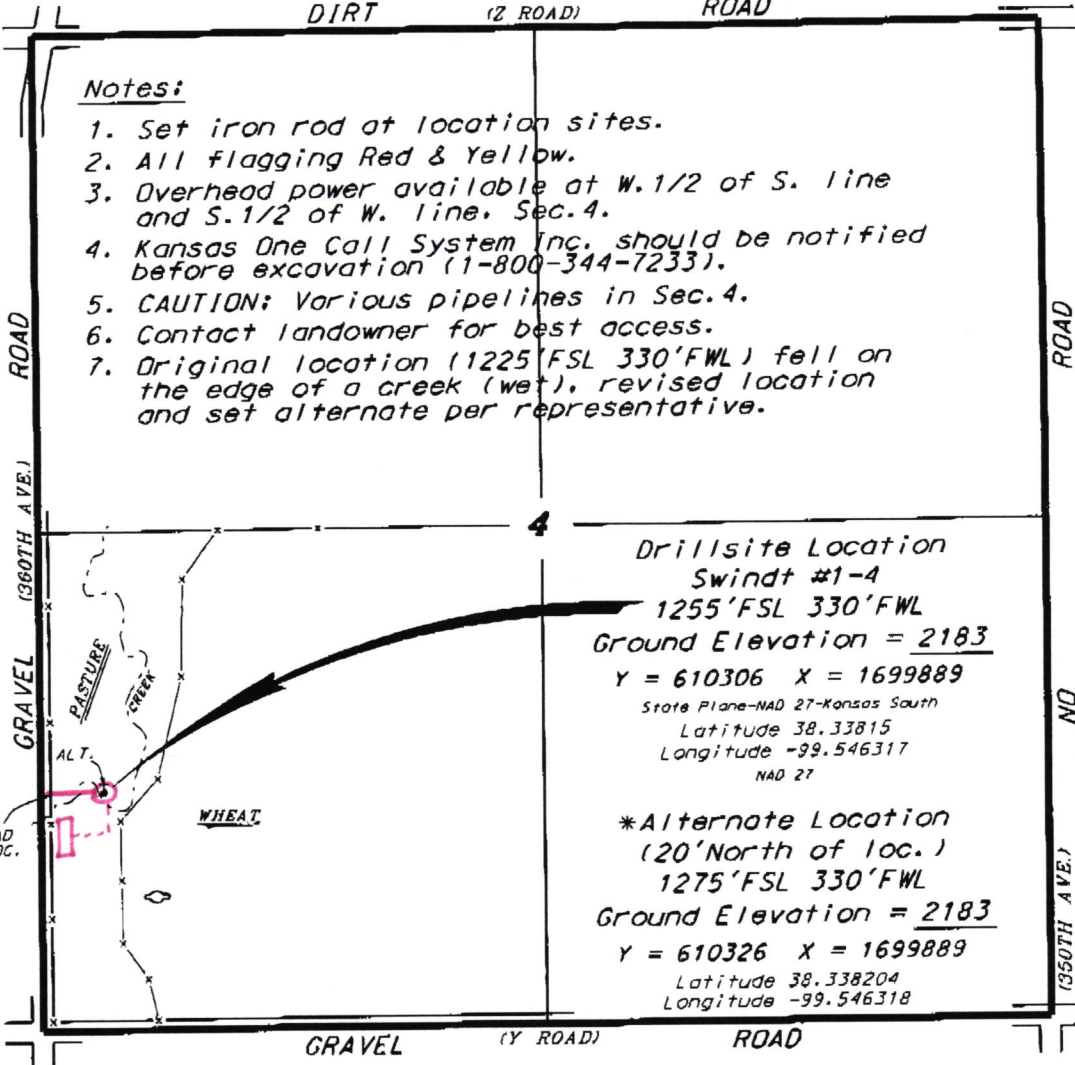 DIRT (Z ROAD) ROAD
Notes:
1. Set iron rod at location sites.
2. All flagging Red & Yellow.
3. Overhead power available at W.1/2 of S. line
and S.1/2 of W. line. Sec.4.
4. Kansas One Call System Inc. should be notified
before excavation (1-800-344-7233).
5. CAUTION: Various pipelines in Sec.4.
6. Contact landowner for best access.
7. Original location (1225'FSL 330'FWL) fell on
the edge of a creek (wet), revised location
and set alternate per representative.
GRAVEL (360TH AVE.) ROAD
4
Drillsite Location
Swindt #1-4
1255'FSL 330'FWL
Ground Elevation = 2183
Y = 610306 X = 1699889
State Plane-NAD 27-Kansas South
Latitude 38.33815
Longitude -99.546317
NAD 27
PASTURE
CREEK
ALT.
WHEAT
*Alternate Location
(20'North of loc.)
1275'FSL 330'FWL
Ground Elevation = 2183
Y = 610326 X = 1699889
Latitude 38.338204
Longitude -99.546318
(350TH AVE.) NO ROAD
GRAVEL (Y ROAD) ROAD